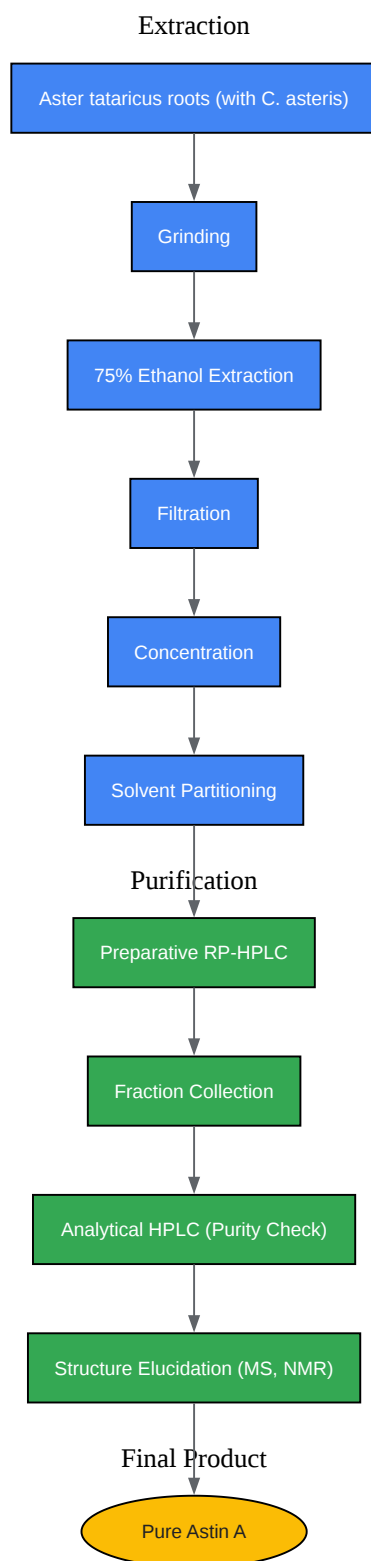 Extraction
Aster tataricus roots (with C. asteris)
Grinding
75% Ethanol Extraction
Filtration
Concentration
Solvent Partitioning
Purification
Preparative RP-HPLC
Fraction Collection
Analytical HPLC (Purity Check)
Structure Elucidation (MS, NMR)
Final Product
Pure Astin A